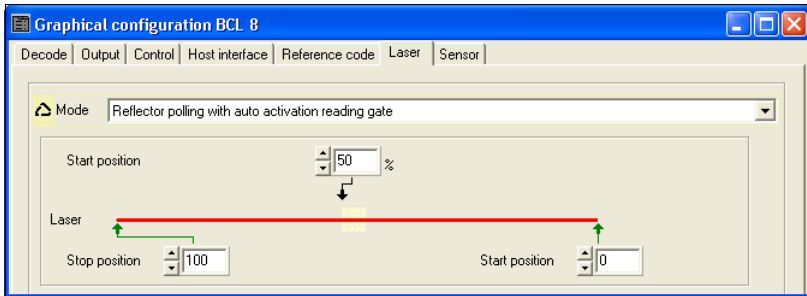 Graphical configuration BCL 8
Decode Output Control Host interface Reference code Laser Sensor
Mode Reflector polling with auto activation reading gate
Start position 50 %
Laser
Stop position 100 Start position 0